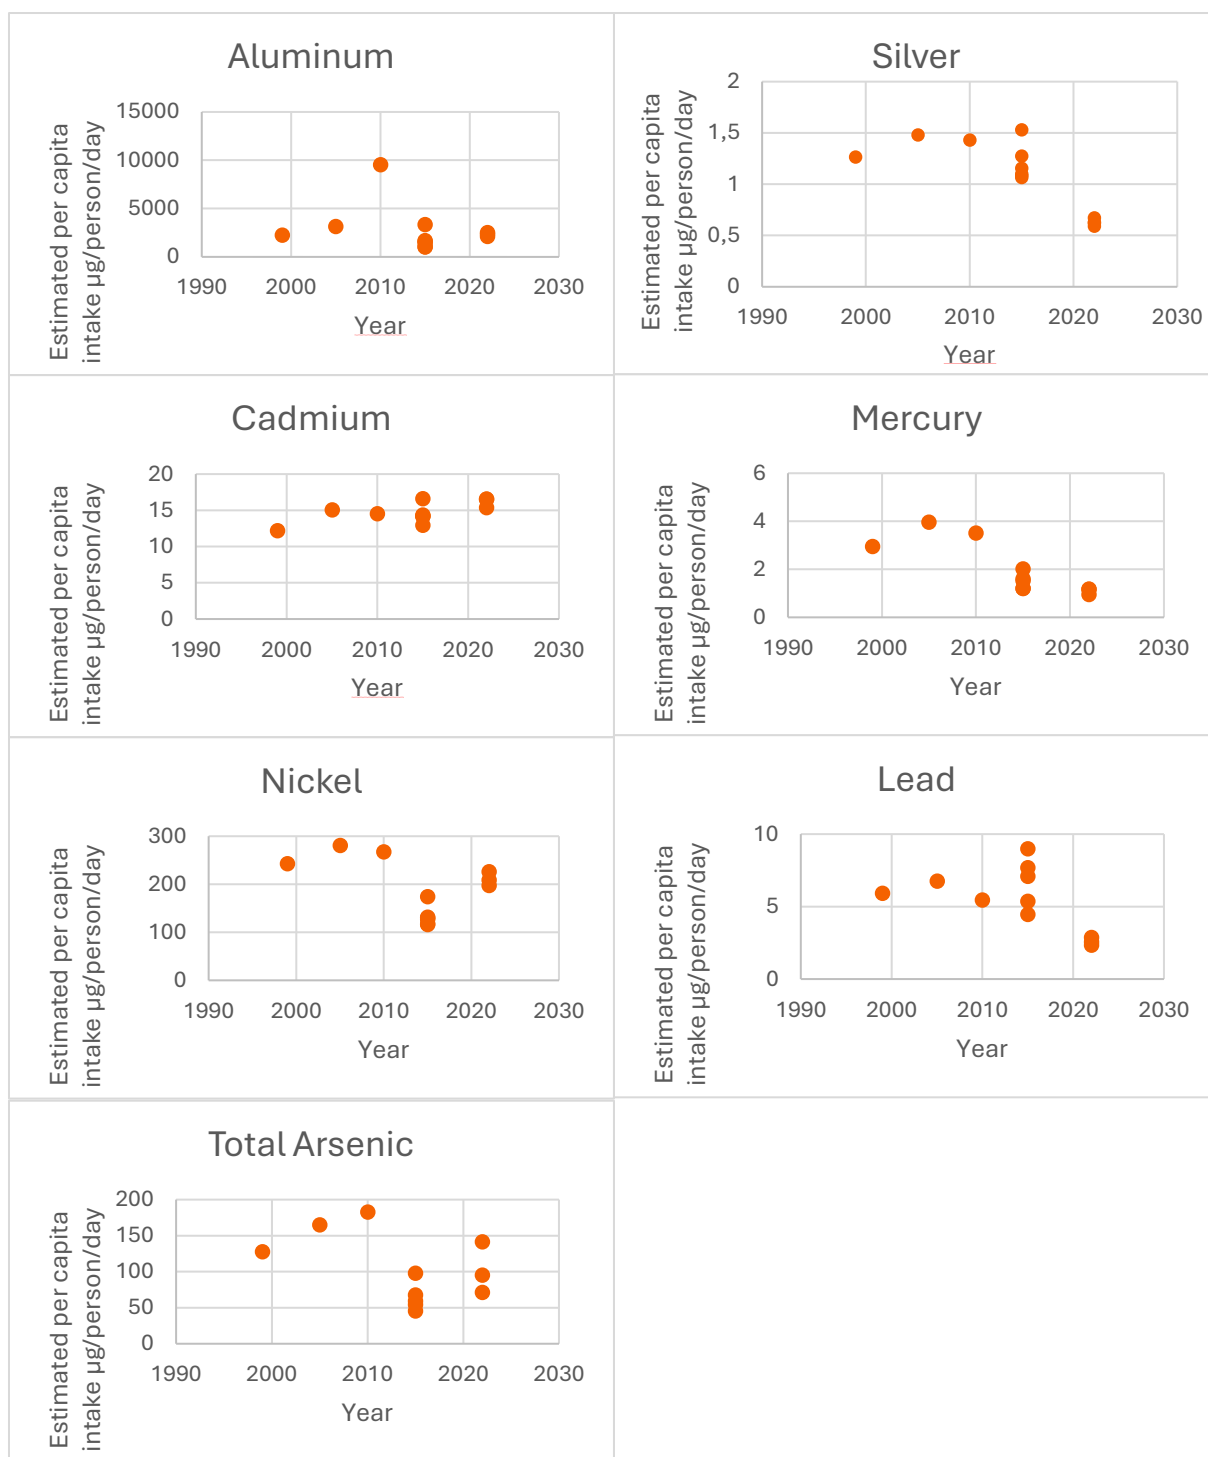 Aluminum
Estimated per capita
intake µg/person/day
15000
10000
5000
0
1990 2000 2010 2020 2030
Year
Silver
Estimated per capita
intake µg/person/day
2
1,5
1
0,5
0
1990 2000 2010 2020 2030
Year
Cadmium
Estimated per capita
intake µg/person/day
20
15
10
5
0
1990 2000 2010 2020 2030
Year
Mercury
Estimated per capita
intake µg/person/day
6
4
2
0
1990 2000 2010 2020 2030
Year
Nickel
Estimated per capita
intake µg/person/day
300
200
100
0
1990 2000 2010 2020 2030
Year
Lead
Estimated per capita
intake µg/person/day
10
5
0
1990 2000 2010 2020 2030
Year
Total Arsenic
Estimated per capita
intake µg/person/day
200
150
100
50
0
1990 2000 2010 2020 2030
Year